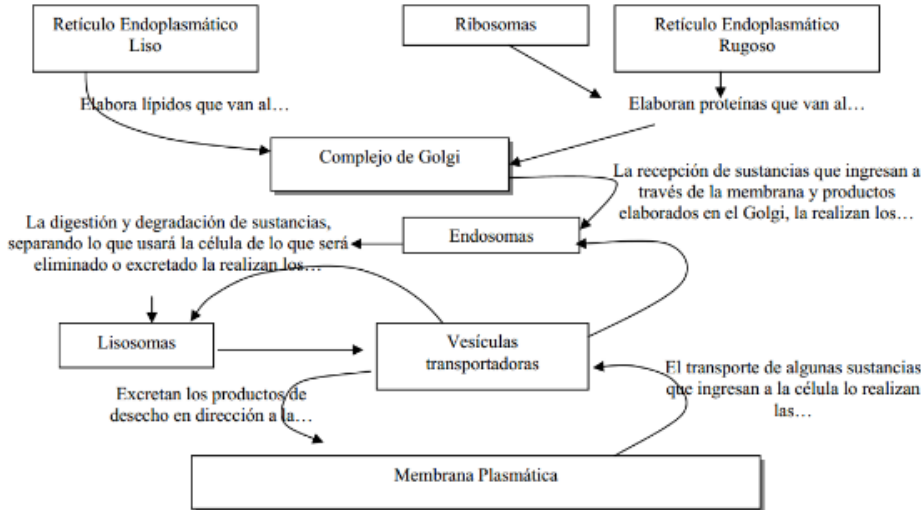 Retículo Endoplasmático
Liso
Ribosomas
Retículo Endoplasmático
Rugoso
Elabora lípidos que van al…
Elaboran proteínas que van al…
Complejo de Golgi
La recepción de sustancias que ingresan a
través de la membrana y productos
elaborados en el Golgi, la realizan los…
La digestión y degradación de sustancias,
separando lo que usará la célula de lo que será
eliminado o excretado la realizan los…
Endosomas
Lisosomas
Vesículas
transportadoras
El transporte de algunas sustancias
que ingresan a la célula lo realizan
las…
Excretan los productos de
desecho en dirección a la…
Membrana Plasmática